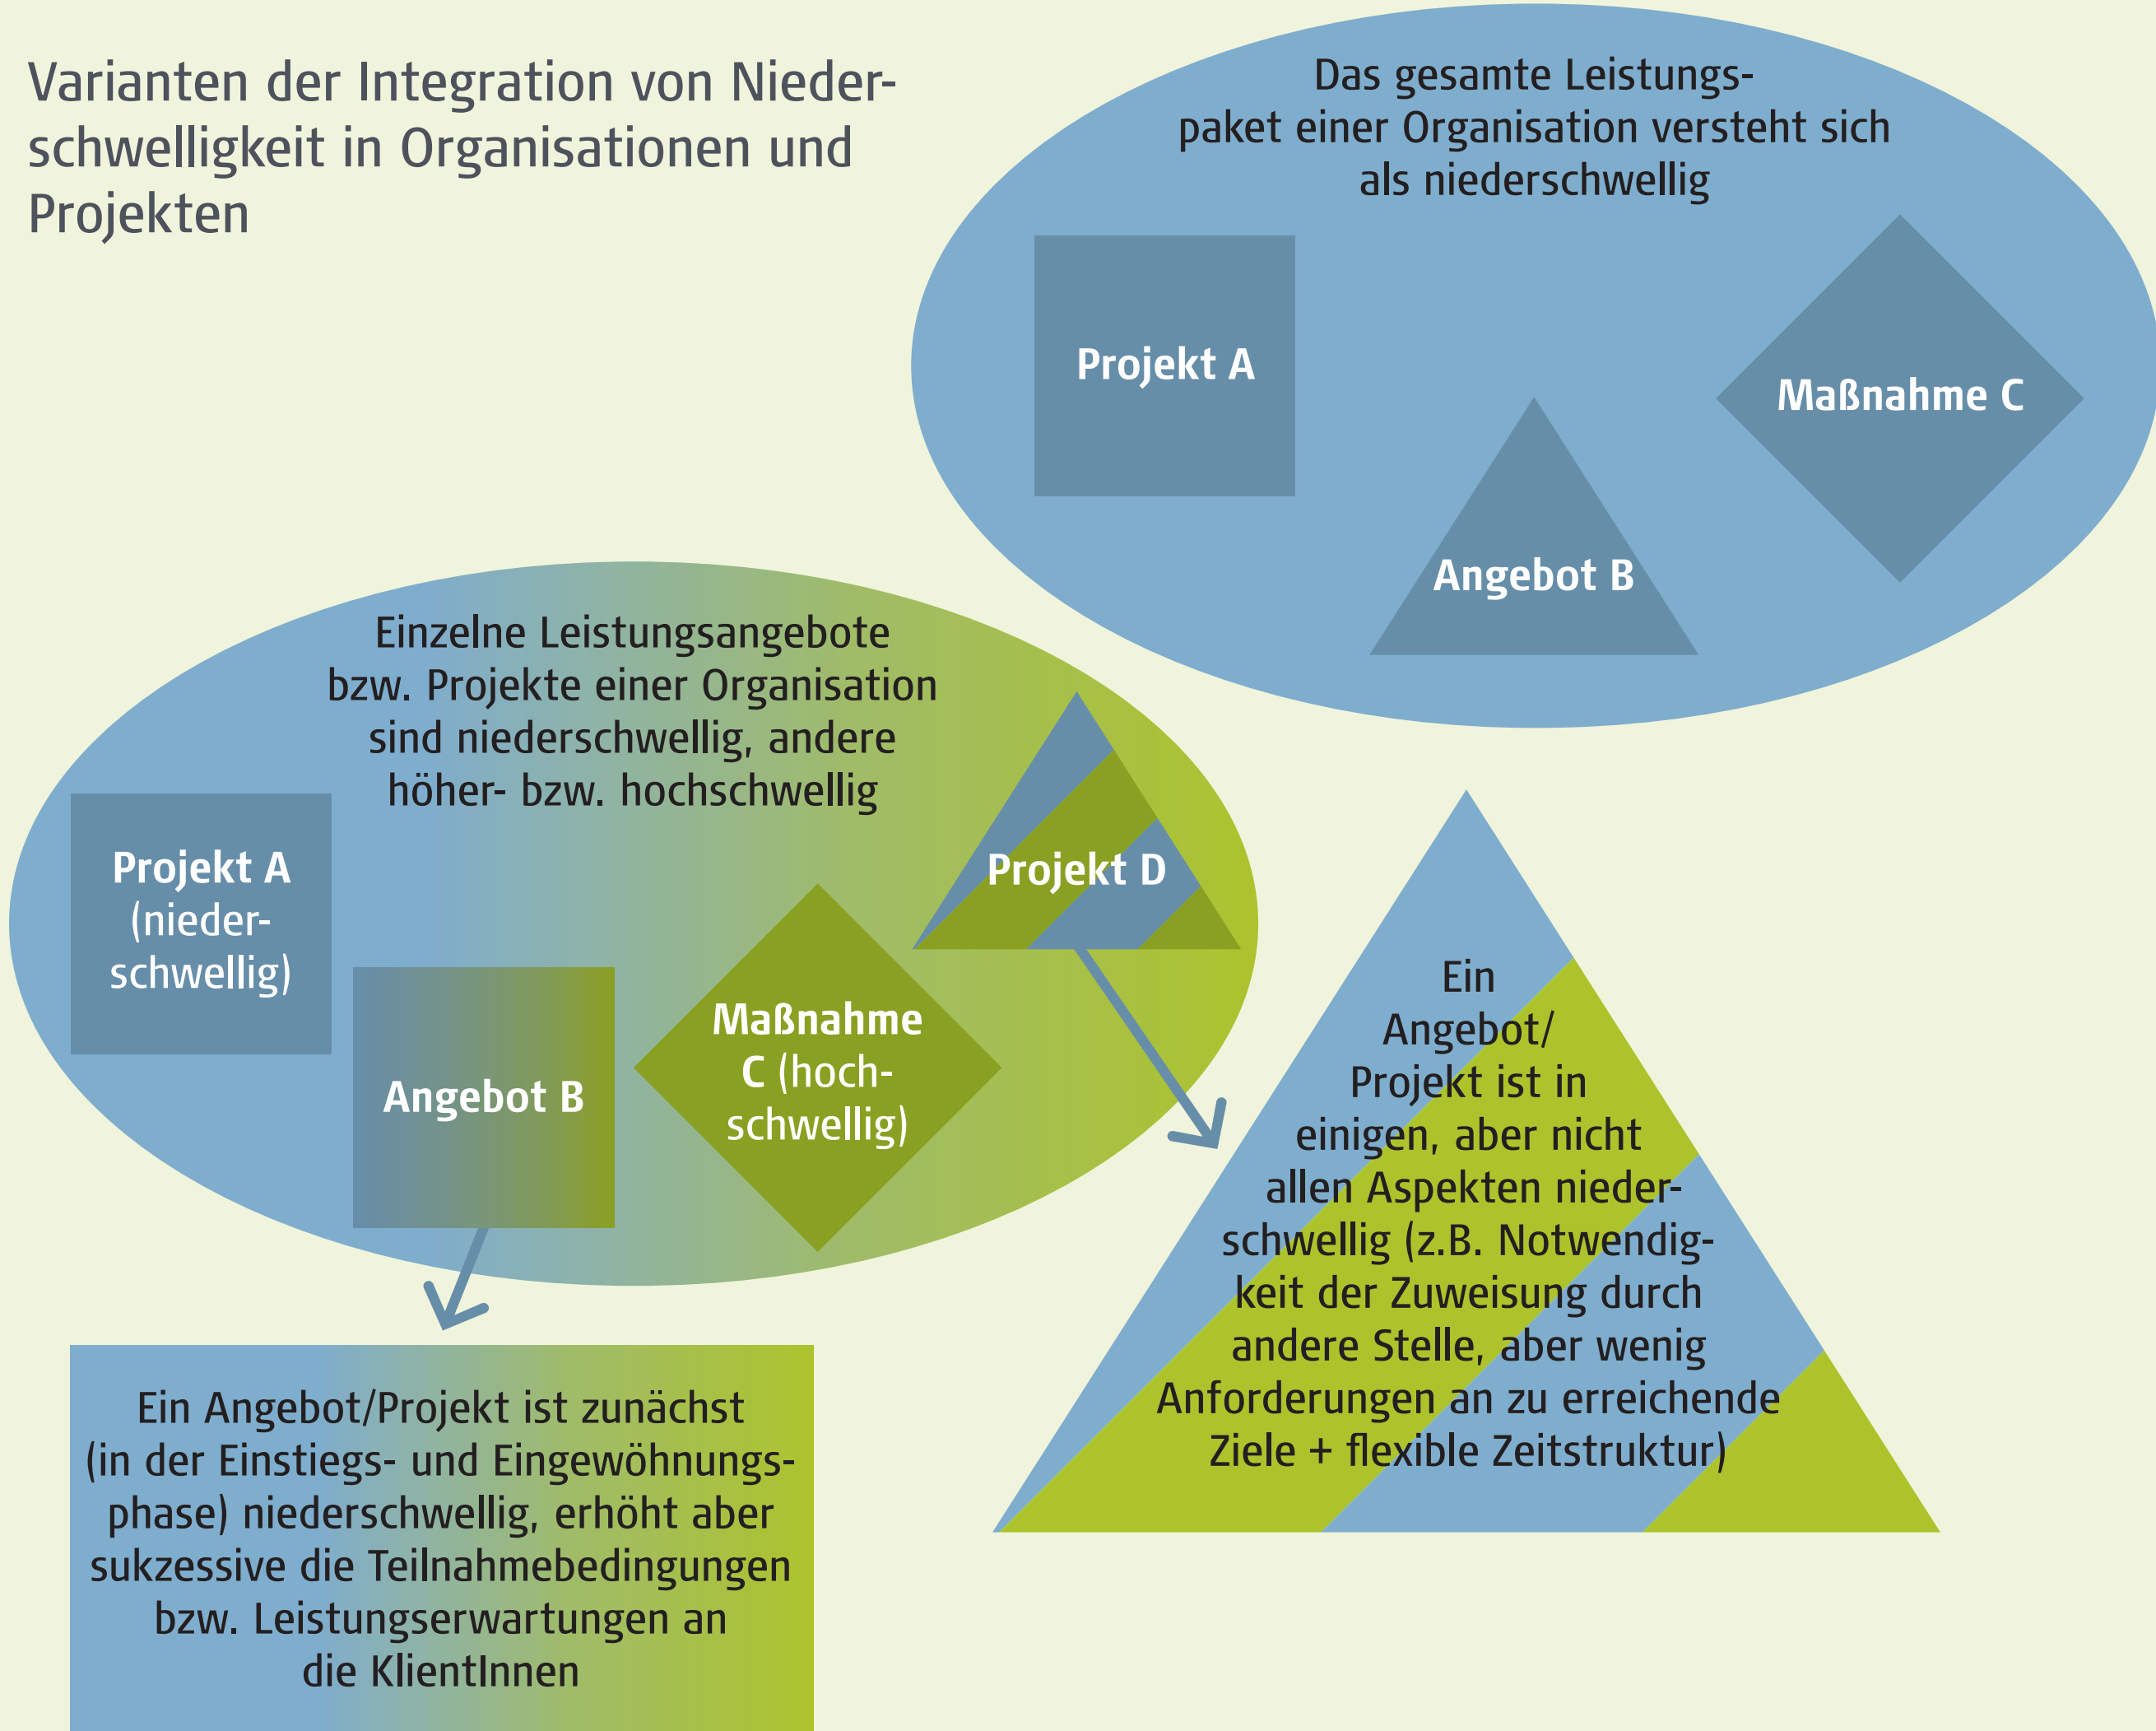 Varianten der Integration von Nieder-
schwelligkeit in Organisationen und
Projekten
Das gesamte Leistungs-
paket einer Organisation versteht sich
als niederschwellig
Projekt A
Maßnahme C
Angebot B
Einzelne Leistungsangebote
bzw. Projekte einer Organisation
sind niederschwellig, andere
höher- bzw. hochschwellig
Projekt A
(nieder-
schwellig)
Angebot B
Maßnahme
C (hoch-
schwellig)
Projekt D
Ein
Angebot/
Projekt ist in
einigen, aber nicht
allen Aspekten nieder-
schwellig (z.B. Notwendig-
keit der Zuweisung durch
andere Stelle, aber wenig
Anforderungen an zu erreichende
Ziele + flexible Zeitstruktur)
Ein Angebot/Projekt ist zunächst
(in der Einstiegs- und Eingewöhnungs-
phase) niederschwellig, erhöht aber
sukzessive die Teilnahmebedingungen
bzw. Leistungserwartungen an
die KlientInnen